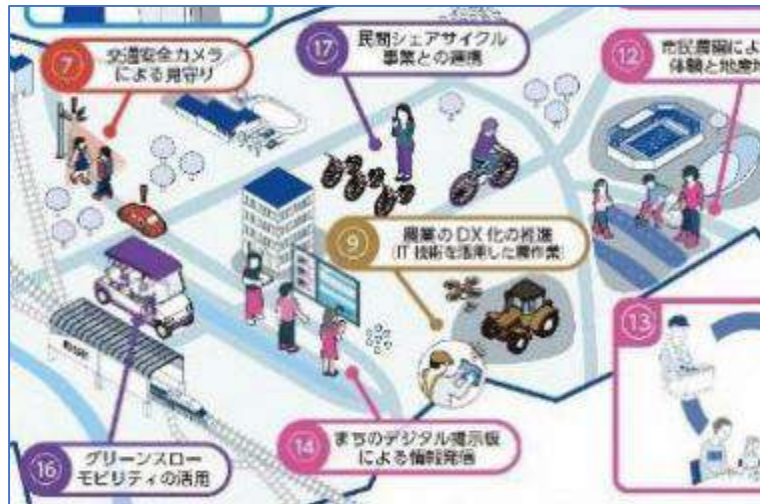 ⑦
交通安全カメラ
による見守り
⑰
民間シェアサイクル
事業との連携
⑫
市民農園によ
体験と地産地
⑨
農業のDX化の推進
(IT技術を活用した農作業)
⑬
⑭
まちのデジタル掲示板
による情報発信
⑯
グリーンスロー
モビリティの活用